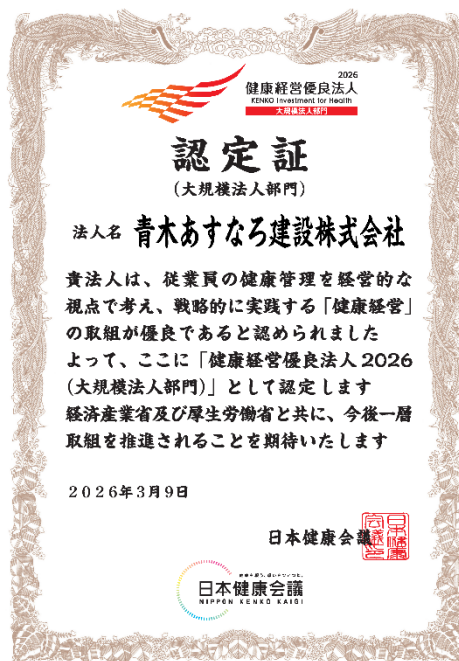 2026
健康経営優良法人
KENKO Investment for Health
大規模法人部門
認定証
(大規模法人部門)
法人名 青木あすなろ建設株式会社
貴法人は、従業員の健康管理を経営的な
視点で考え、戦略的に実践する「健康経営」
の取組が優良であると認められました
よって、ここに「健康経営優良法人2026
(大規模法人部門)」として認定します
経済産業省及び厚生労働省と共に、今後一層
取組を推進されることを期待いたします
2026年3月9日
日本健康会議
日本健康会議
NIPPON KENKO KAIGI